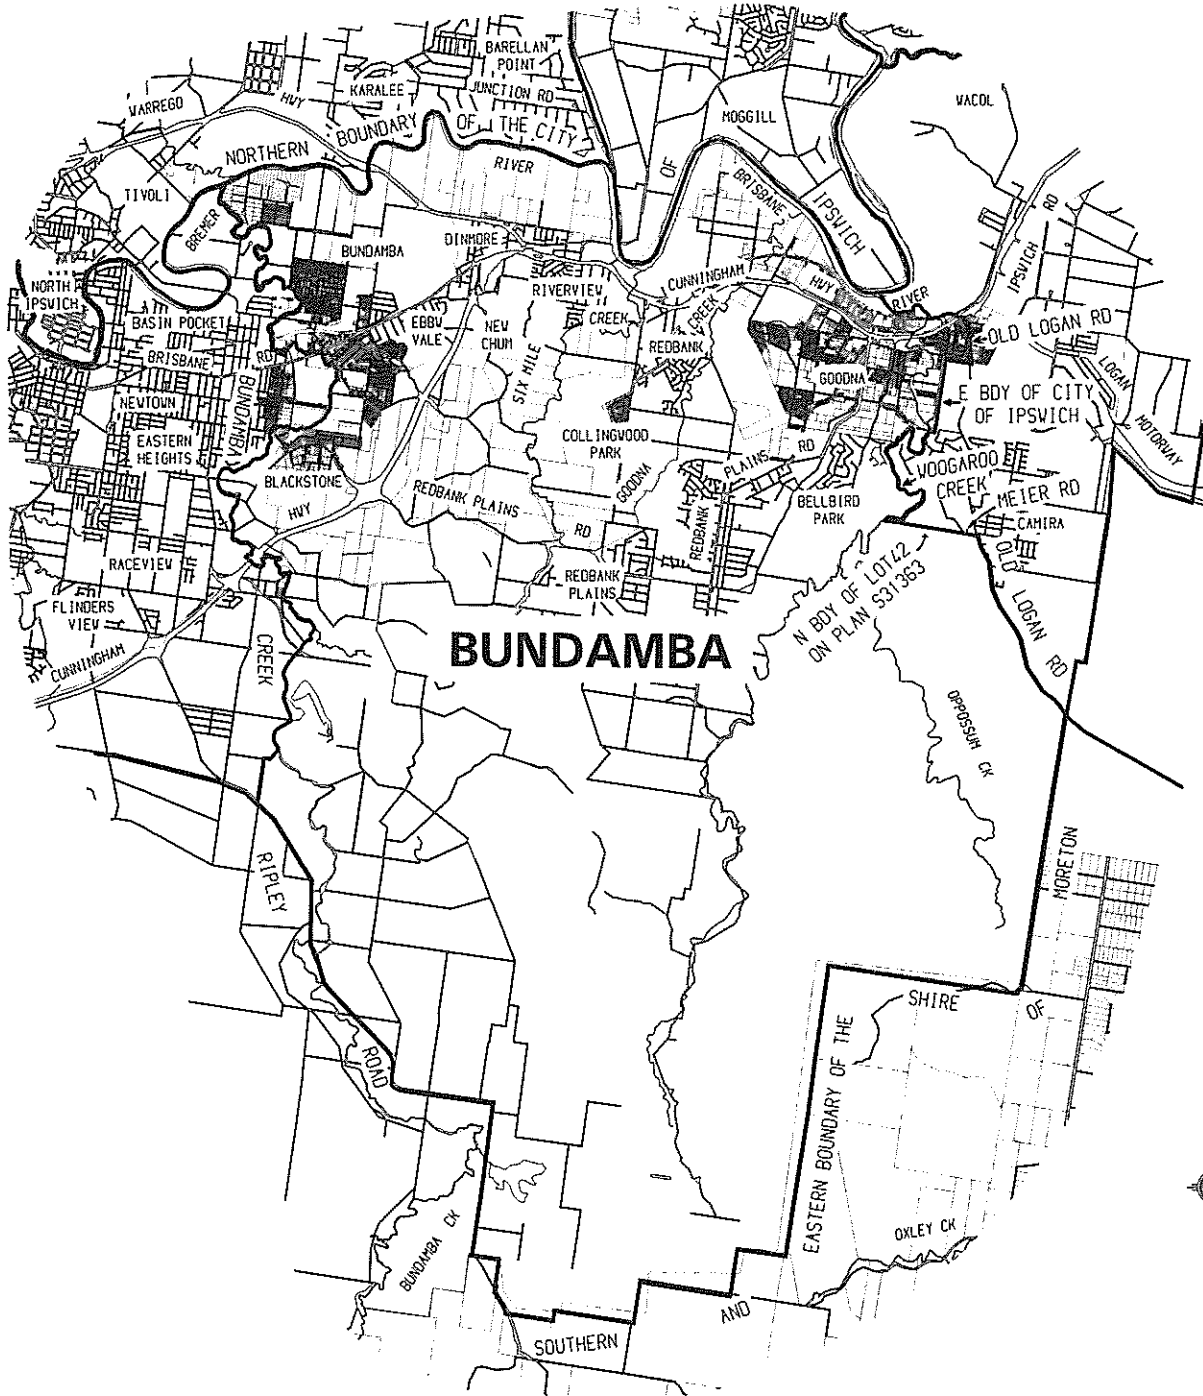 BARELLAN
POINT
KARALEE
JUNCTION RD
WARREGO
HWY
WACOL
MOGGILL
NORTHERN
BOUNDARY
OF
THE CITY
OF
IPSWICH
RIVER
BRISBANE
TIVOLI
BREMER
BUNDAMBA
DINMORE
RIVERVIEW
CUNNINGHAM
HWY
RIVER
IPSWICH
RD
NORTH
IPSWICH
BASIN POCKET
BRISBANE
RD
EBBW
VALE
NEW
CHUM
SIX MILE
CREEK
REDBANK
CREEK
OLD LOGAN RD
LOGAN
MOTORWAY
NEWTOWN
BUNDAMBA
GOODNA
E BDY OF CITY
OF IPSWICH
EASTERN
HEIGHTS
COLLINGWOOD
PARK
GOODNA
WOOGAROO
CREEK
MEIER RD
BLACKSTONE
HWY
REDBANK PLAINS
RD
REDBANK
PLAINS
RD
BELLBIRD
PARK
CAMIRA
RACEVIEW
REDBANK
PLAINS
N BDY OF LOT 42
ON PLAN S31363
OLD
LOGAN
RD
FLINDERS
VIEW
CUNNINGHAM
CREEK
BUNDAMBA
OPPOSSUM CK
RIPLEY
ROAD
MORETON
SHIRE
OF
EASTERN BOUNDARY OF THE
BUNDAMBA CK
OXLEY CK
AND
SOUTHERN